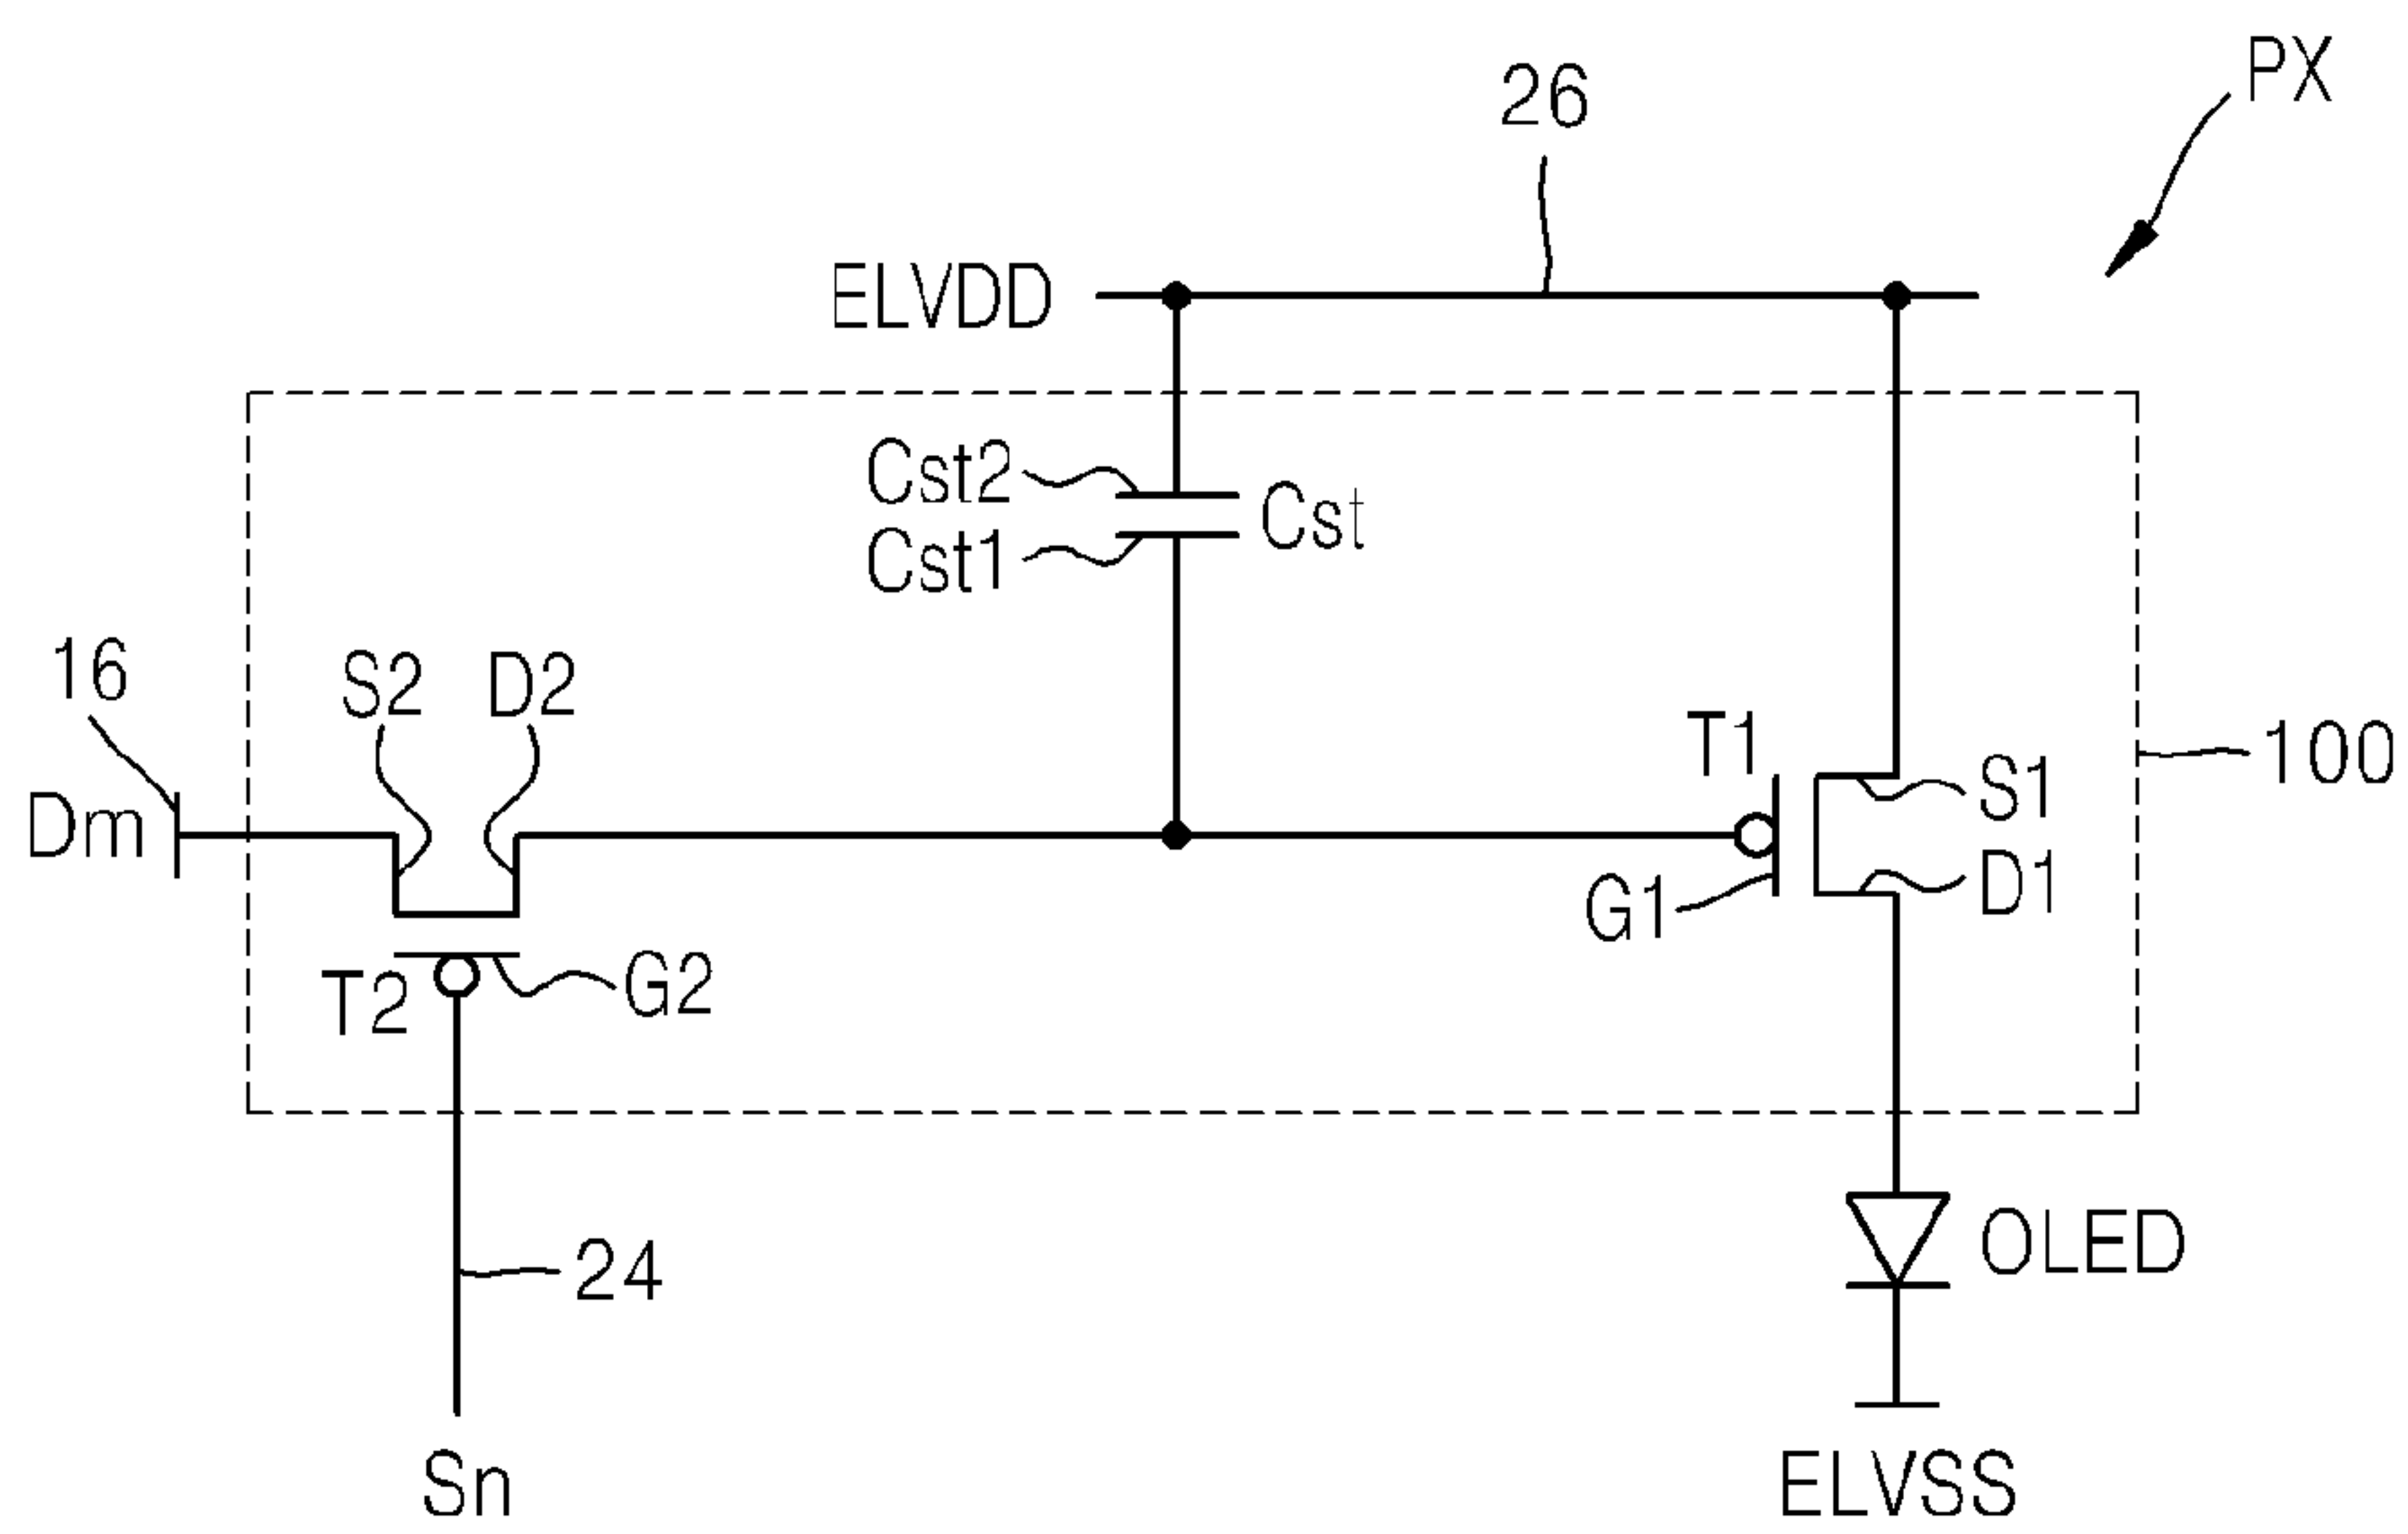 PX
26
ELVDD
Cst2
Cst
Cst1
16
S2 D2
T1
100
S1
Dm
D1
G1
T2
G2
24
OLED
Sn
ELVSS